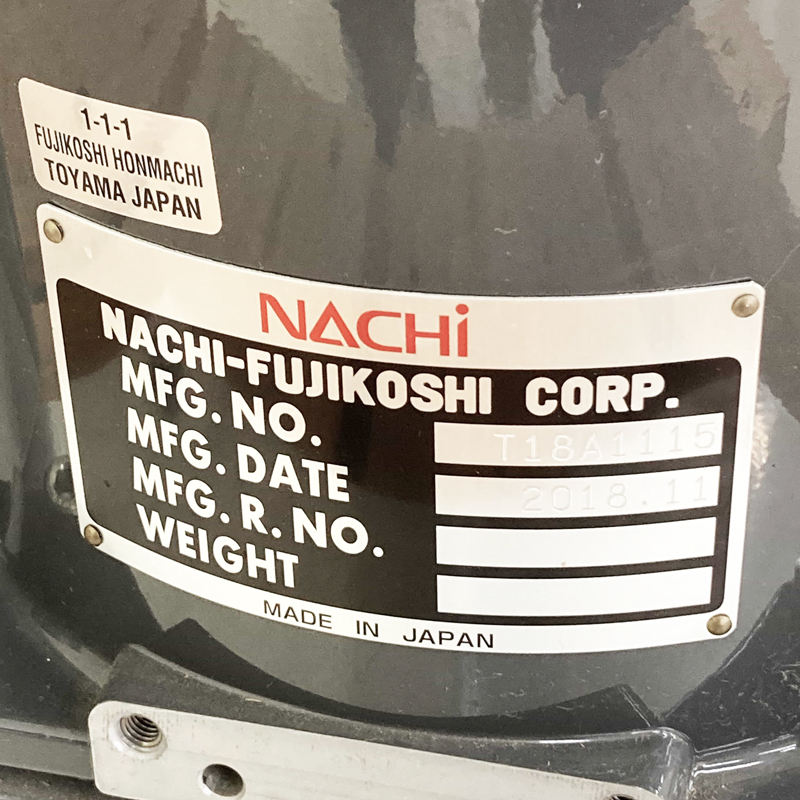 1-1-1
FUJIKOSHI HONMACHI
TOYAMA JAPAN
NACHi
NACHI-FUJIKOSHI CORP.
MFG. NO. T18A1115
MFG. DATE 2018.11
MFG. R. NO.
WEIGHT
MADE IN JAPAN